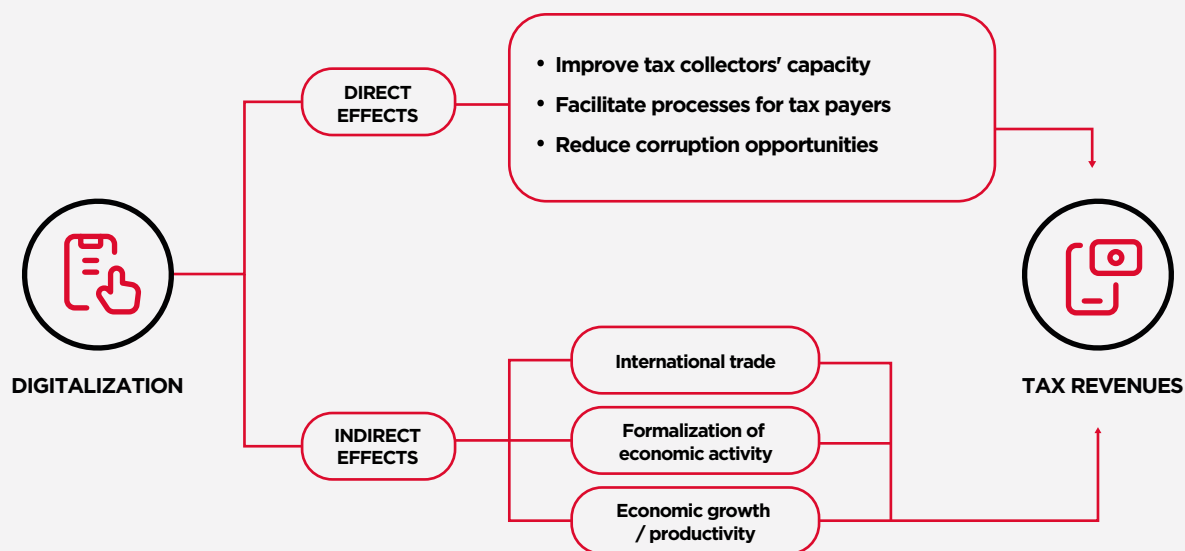 DIGITALIZATION
DIRECT
EFFECTS
• Improve tax collectors' capacity
• Facilitate processes for tax payers
• Reduce corruption opportunities
INDIRECT
EFFECTS
International trade
Formalization of
economic activity
Economic growth
/ productivity
TAX REVENUES